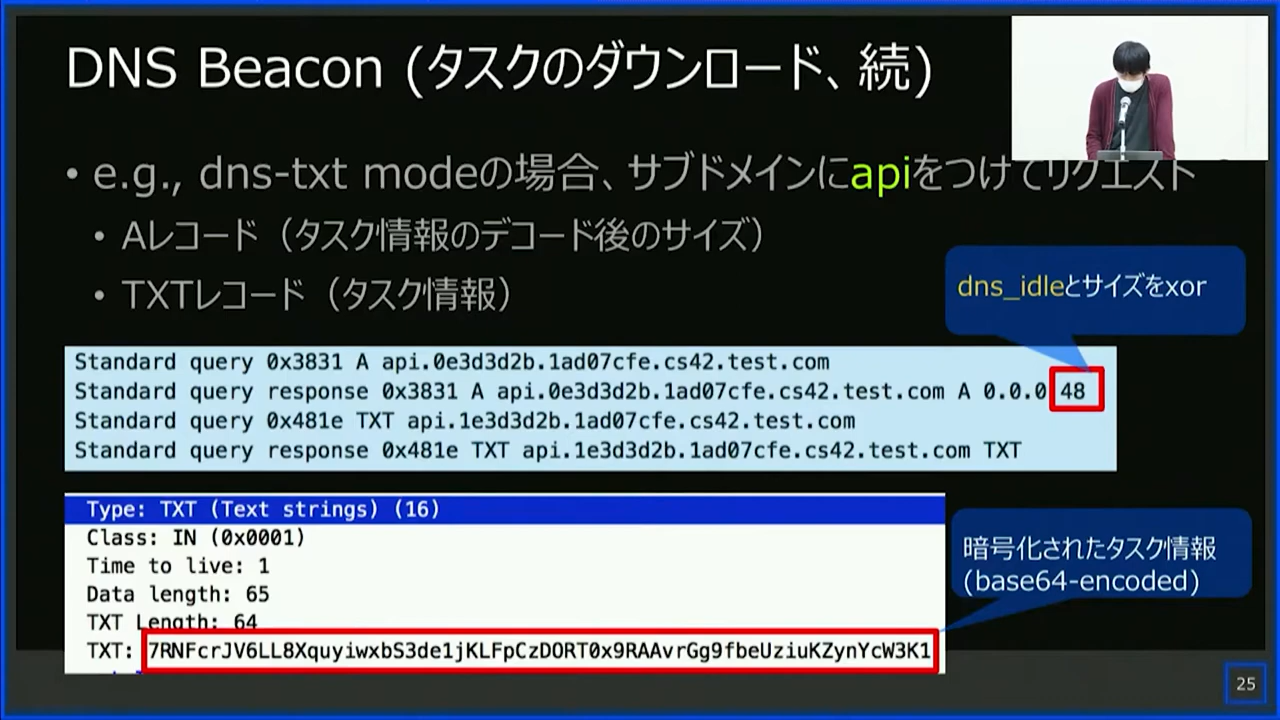 DNS Beacon (タスクのダウンロード、続)
• e.g., dns-txt modeの場合、サブドメインにapiをつけてリクエスト
• Aレコード（タスク情報のデコード後のサイズ）
• TXTレコード（タスク情報）
dns_idleとサイズをxor
Standard query 0x3831 A api.0e3d3d2b.1ad07cfe.cs42.test.com
Standard query response 0x3831 A api.0e3d3d2b.1ad07cfe.cs42.test.com A 0.0.0.48
Standard query 0x481e TXT api.1e3d3d2b.1ad07cfe.cs42.test.com
Standard query response 0x481e TXT api.1e3d3d2b.1ad07cfe.cs42.test.com TXT
Type: TXT (Text strings) (16)
Class: IN (0x0001)
Time to live: 1
Data length: 65
TXT Length: 64
TXT: 7RNFcrJV6LL8XquyiwxbS3de1jKLFpCzDORT0x9RAAvrGg9fbeUziuKZynYcW3K1
暗号化されたタスク情報
(base64-encoded)
25